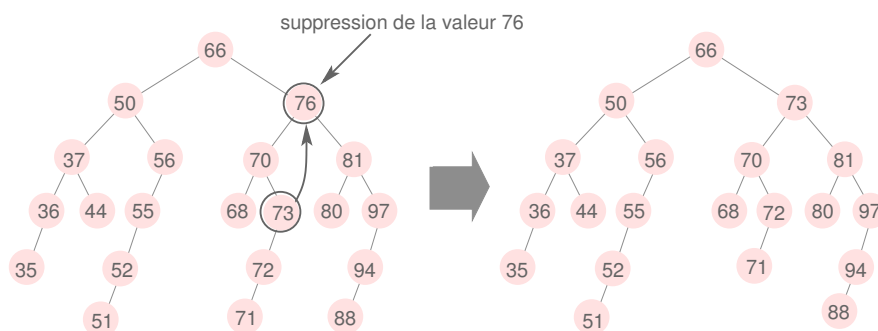 suppression de la valeur 76
66 66
50 76 50 73
37 56 70 81 37 56 70 81
36 44 55 68 73 80 97 36 44 55 68 72 80 97
35 52 72 94 35 52 71 94
51 71 88 51 88